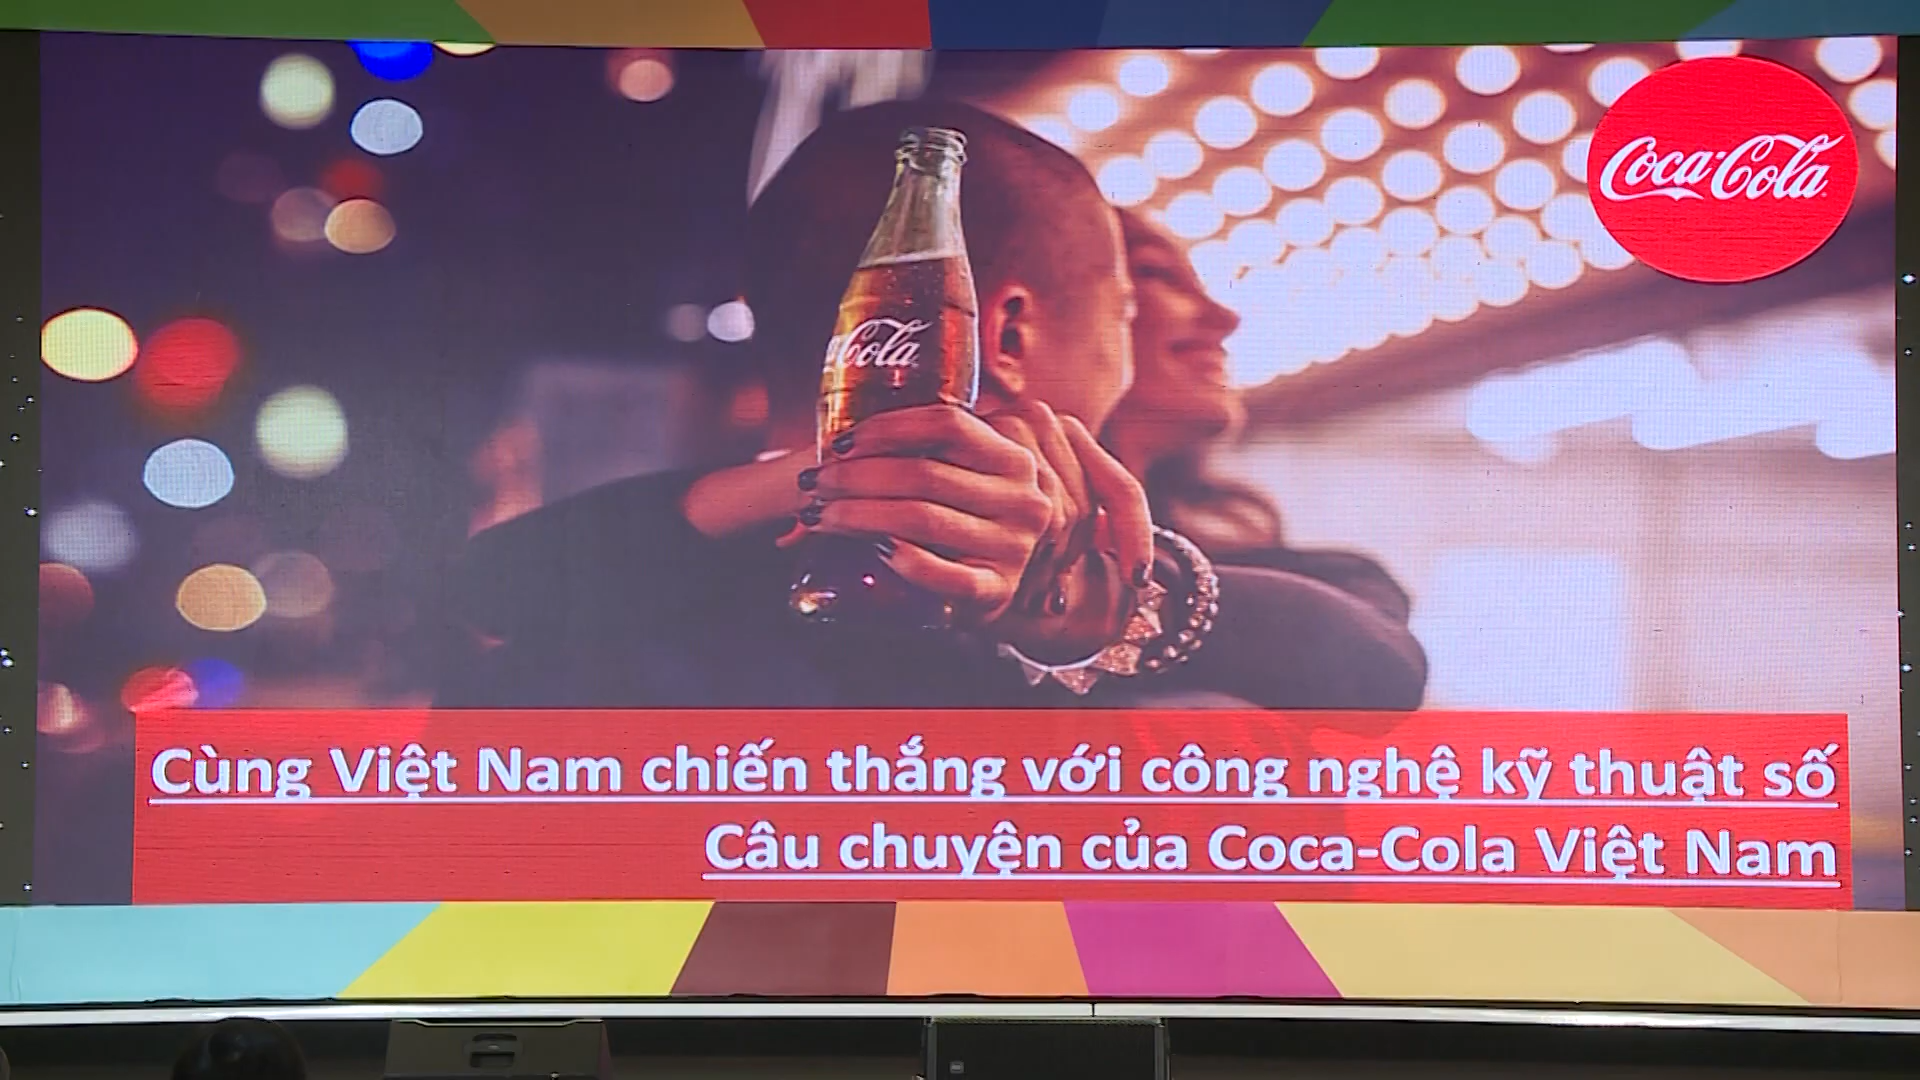 Coca-Cola
Cola
Cùng Việt Nam chiến thắng với công nghệ kỹ thuật số
Câu chuyện của Coca-Cola Việt Nam